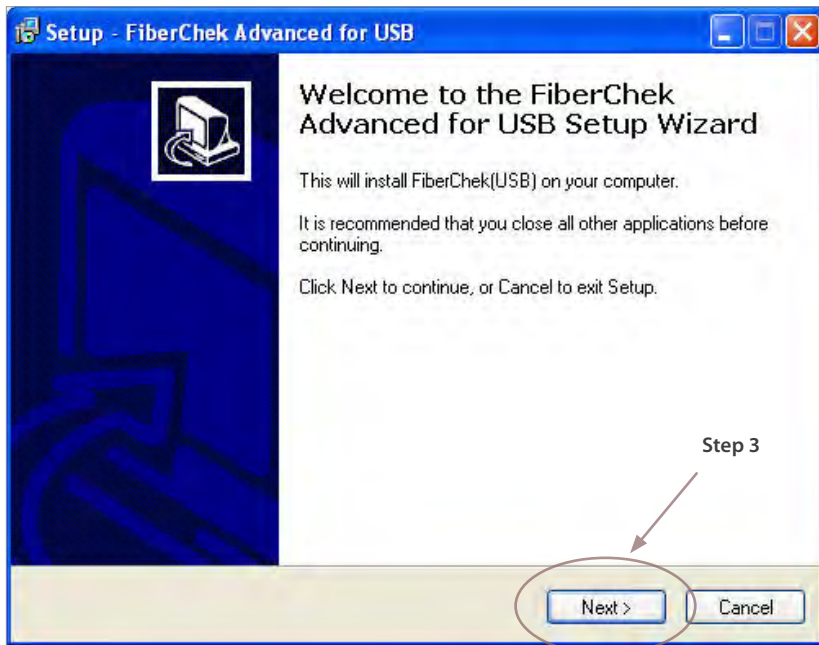 Setup - FiberChek Advanced for USB
Welcome to the FiberChek
Advanced for USB Setup Wizard
This will install FiberChek(USB) on your computer.
It is recommended that you close all other applications before
continuing.
Click Next to continue, or Cancel to exit Setup.
Step 3
Next >
Cancel